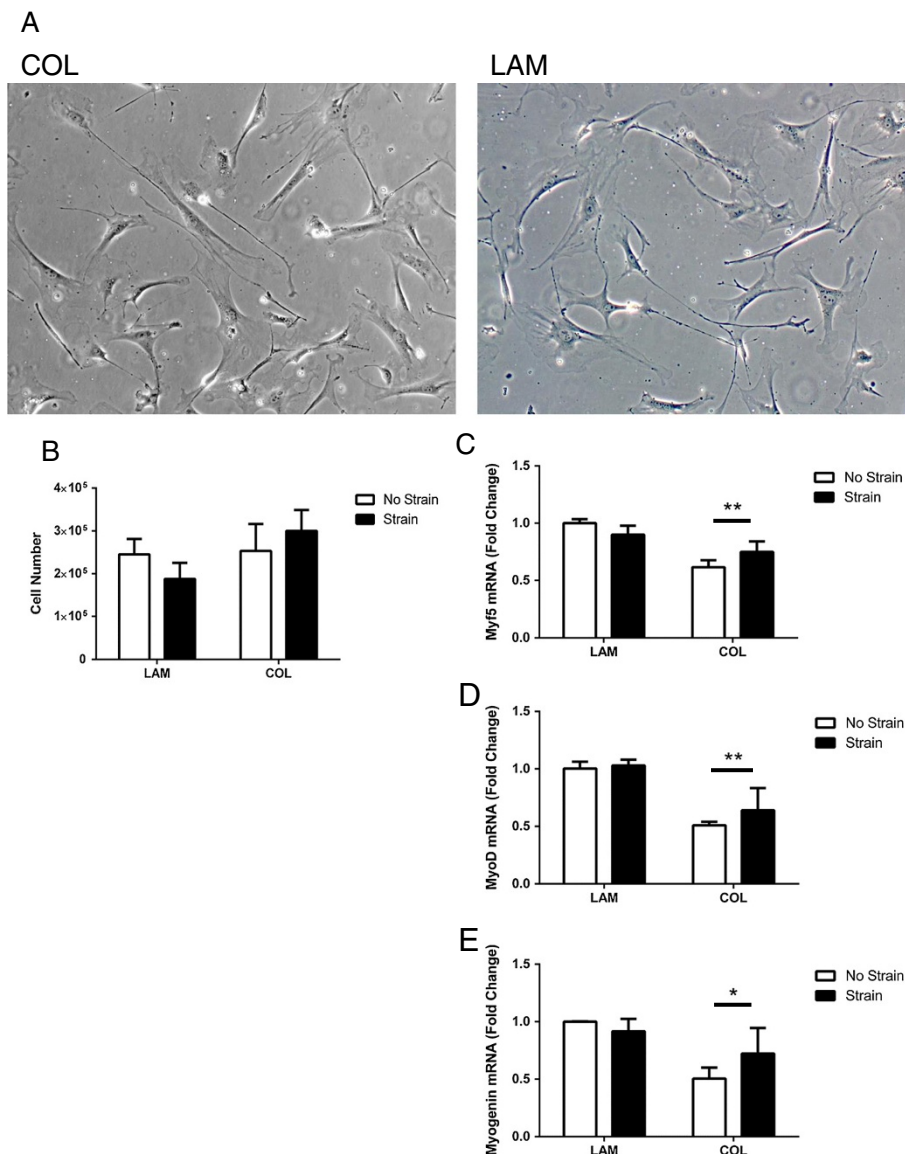 A
COL
LAM
B
4×10⁵
3×10⁵
2×10⁵
1×10⁵
0
Cell Number
LAM
COL
No Strain
Strain
C
1.5
1.0
0.5
0.0
Myf5 mRNA (Fold Change)
**
LAM
COL
No Strain
Strain
D
1.5
1.0
0.5
0.0
MyoD mRNA (Fold Change)
**
LAM
COL
No Strain
Strain
E
1.5
1.0
0.5
0.0
Myogenin mRNA (Fold Change)
*
LAM
COL
No Strain
Strain